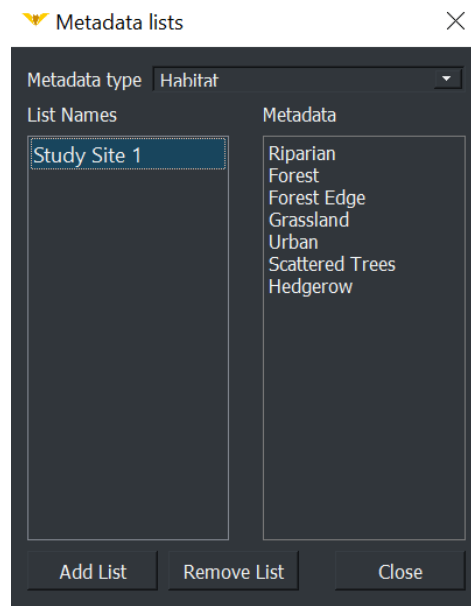 Metadata lists
Metadata type Habitat
List Names
Study Site 1
Metadata
Riparian
Forest
Forest Edge
Grassland
Urban
Scattered Trees
Hedgerow
Add List
Remove List
Close